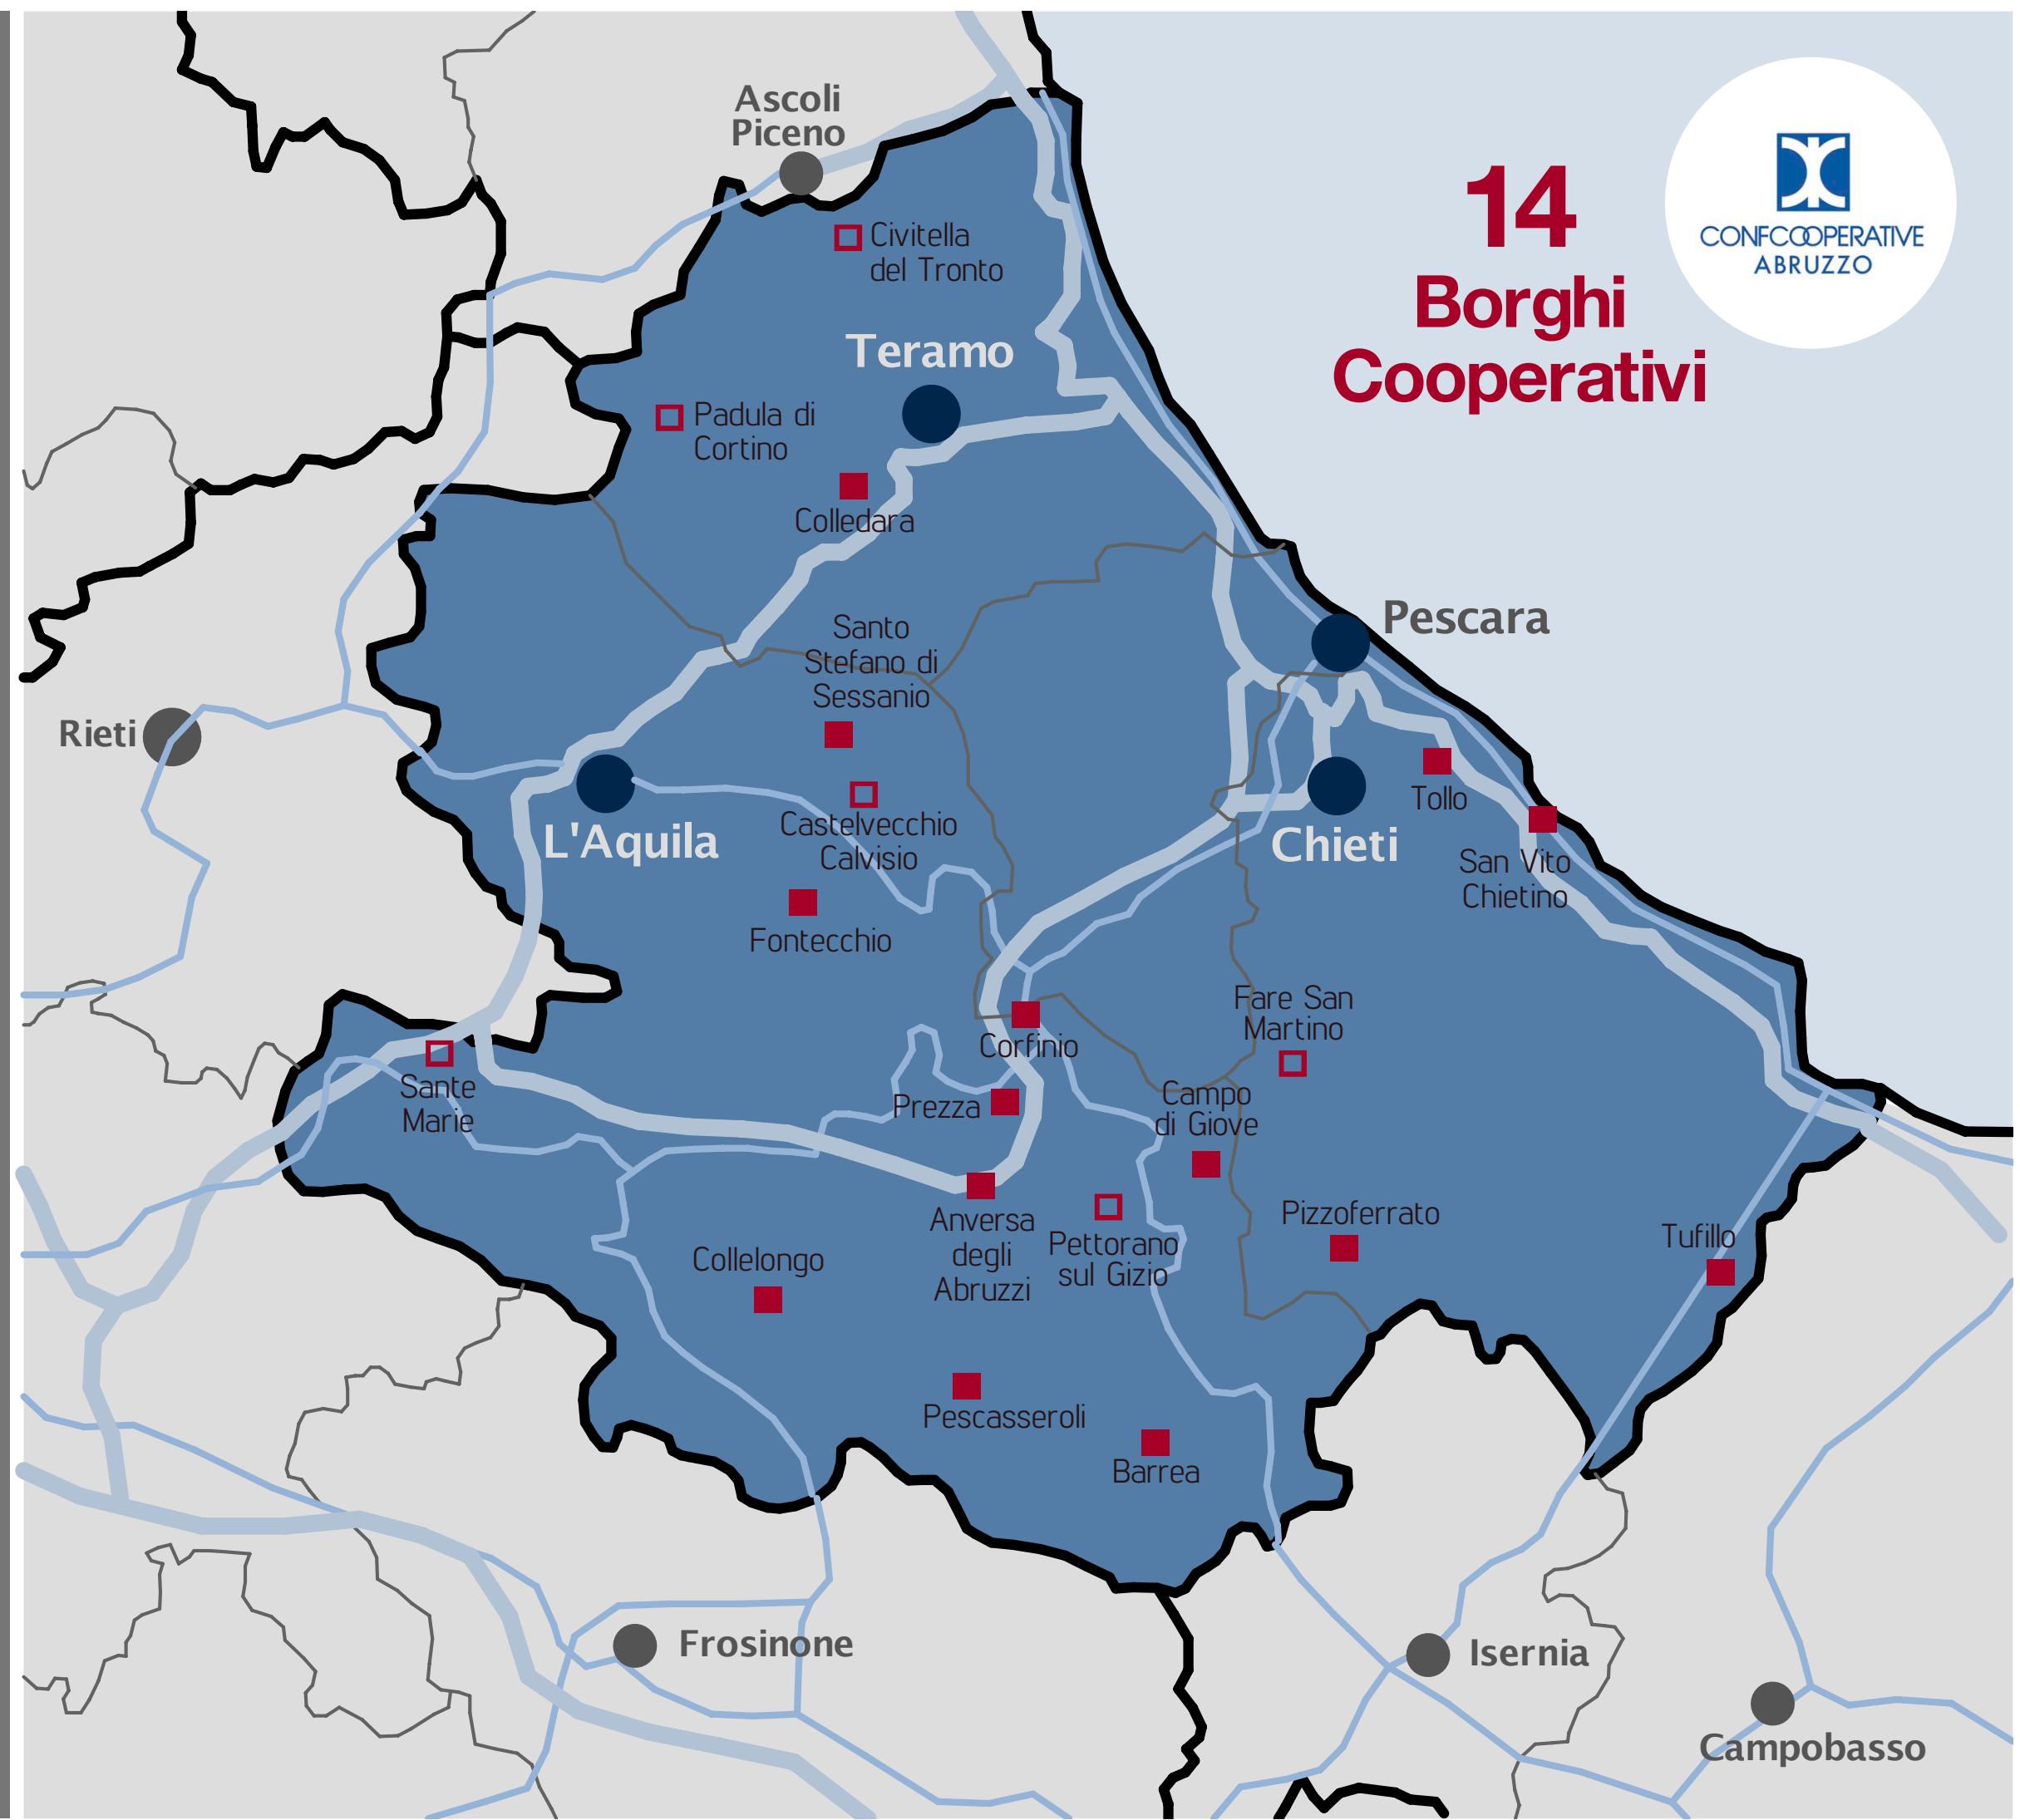 Ascoli
Piceno
14
Borghi
Cooperativi
CONFCOOPERATIVE
ABRUZZO
Civitella
del Tronto
Teramo
Padula di
Cortino
Colledara
Santo
Stefano di
Sessanio
Pescara
Rieti
L'Aquila
Castelvecchio
Calvisio
Chieti
Tollo
San Vito
Chietino
Fontecchio
Fare San
Martino
Corfinio
Sante
Marie
Prezza
Campo
di Giove
Anversa
degli
Abruzzi
Pettorano
sul Gizio
Pizzoferrato
Tufillo
Collelongo
Pescasseroli
Barrea
Frosinone
Isernia
Campobasso